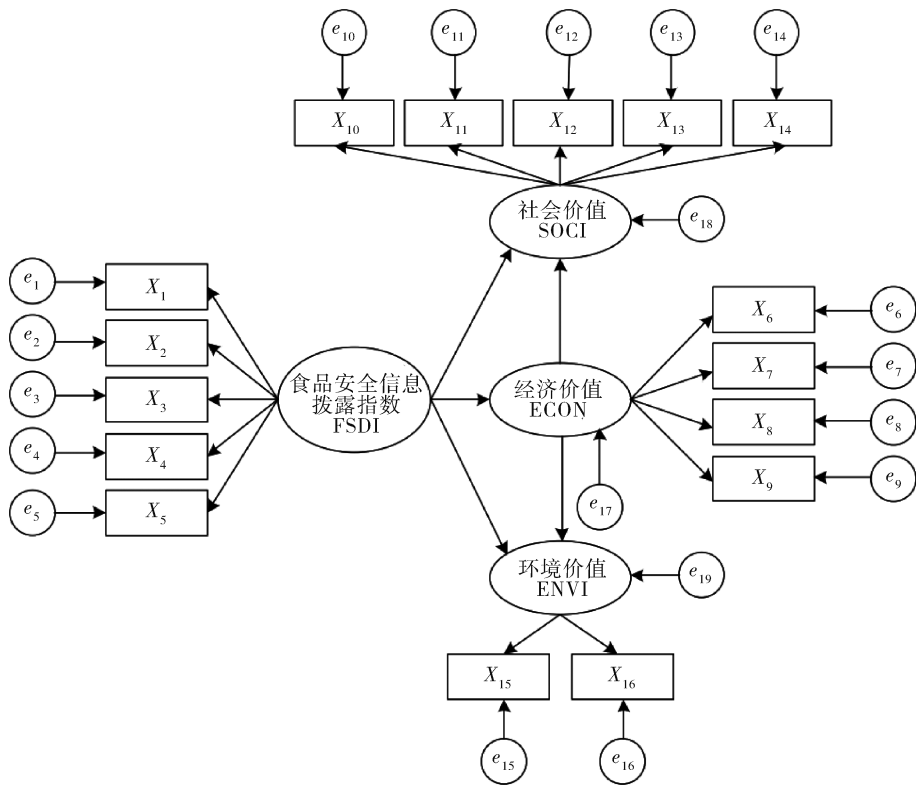 e10 e11 e12 e13 e14
X10 X11 X12 X13 X14
社会价值
SOCI
e18
e1 X1
e2 X2
e3 X3
e4 X4
e5 X5
食品安全信息
拨露指数
FSDI
经济价值
ECON
e17
X6 e6
X7 e7
X8 e8
X9 e9
环境价值
ENVI
e19
X15 X16
e15 e16